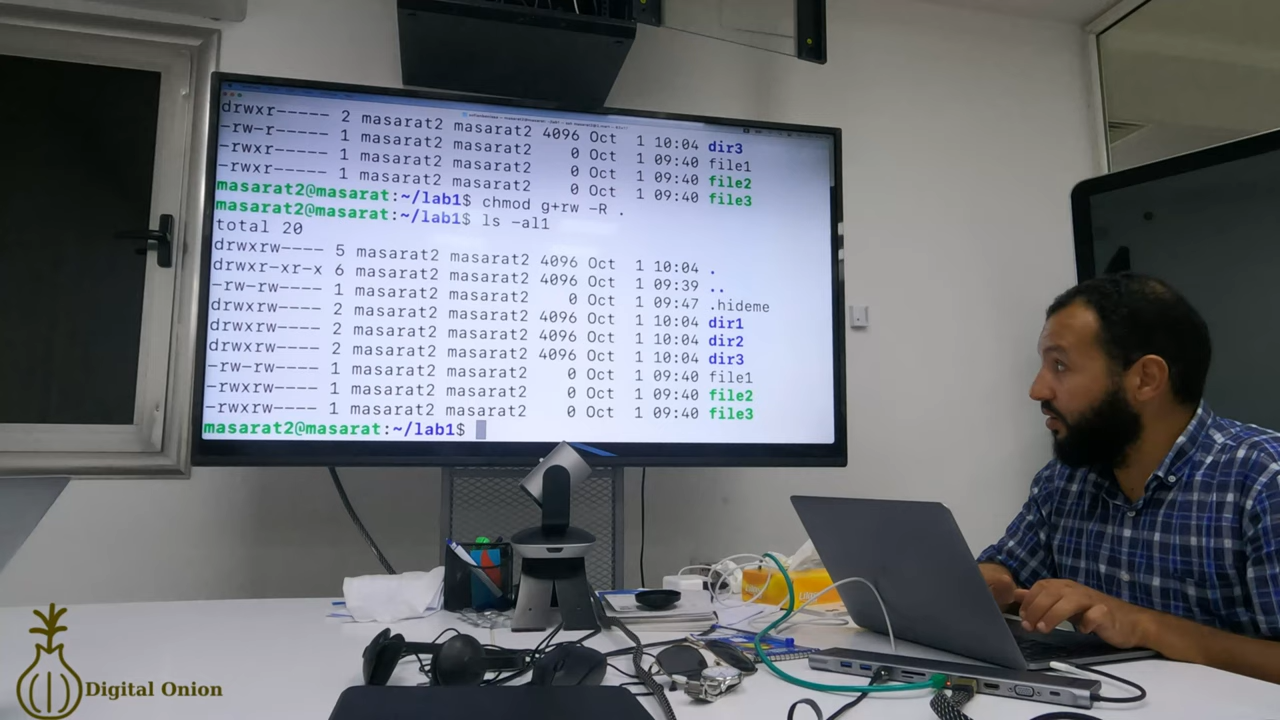 drwxr----- 2 masarat2 masarat2 4096 Oct 1 10:04 dir3
-rw-r----- 1 masarat2 masarat2 0 Oct 1 09:40 file1
-rwxr----- 1 masarat2 masarat2 0 Oct 1 09:40 file2
-rwxr----- 1 masarat2 masarat2 0 Oct 1 09:40 file3
masarat2@masarat:~/lab1$ chmod g+rw -R .
masarat2@masarat:~/lab1$ ls -al1
total 20
drwxrw---- 5 masarat2 masarat2 4096 Oct 1 10:04 .
drwxr-xr-x 6 masarat2 masarat2 4096 Oct 1 09:39 ..
-rw-rw---- 1 masarat2 masarat2 0 Oct 1 09:47 .hideme
drwxrw---- 2 masarat2 masarat2 4096 Oct 1 10:04 dir1
drwxrw---- 2 masarat2 masarat2 4096 Oct 1 10:04 dir2
drwxrw---- 2 masarat2 masarat2 4096 Oct 1 10:04 dir3
-rw-rw---- 1 masarat2 masarat2 0 Oct 1 09:40 file1
-rwxrw---- 1 masarat2 masarat2 0 Oct 1 09:40 file2
-rwxrw---- 1 masarat2 masarat2 0 Oct 1 09:40 file3
masarat2@masarat:~/lab1$
Digital Onion